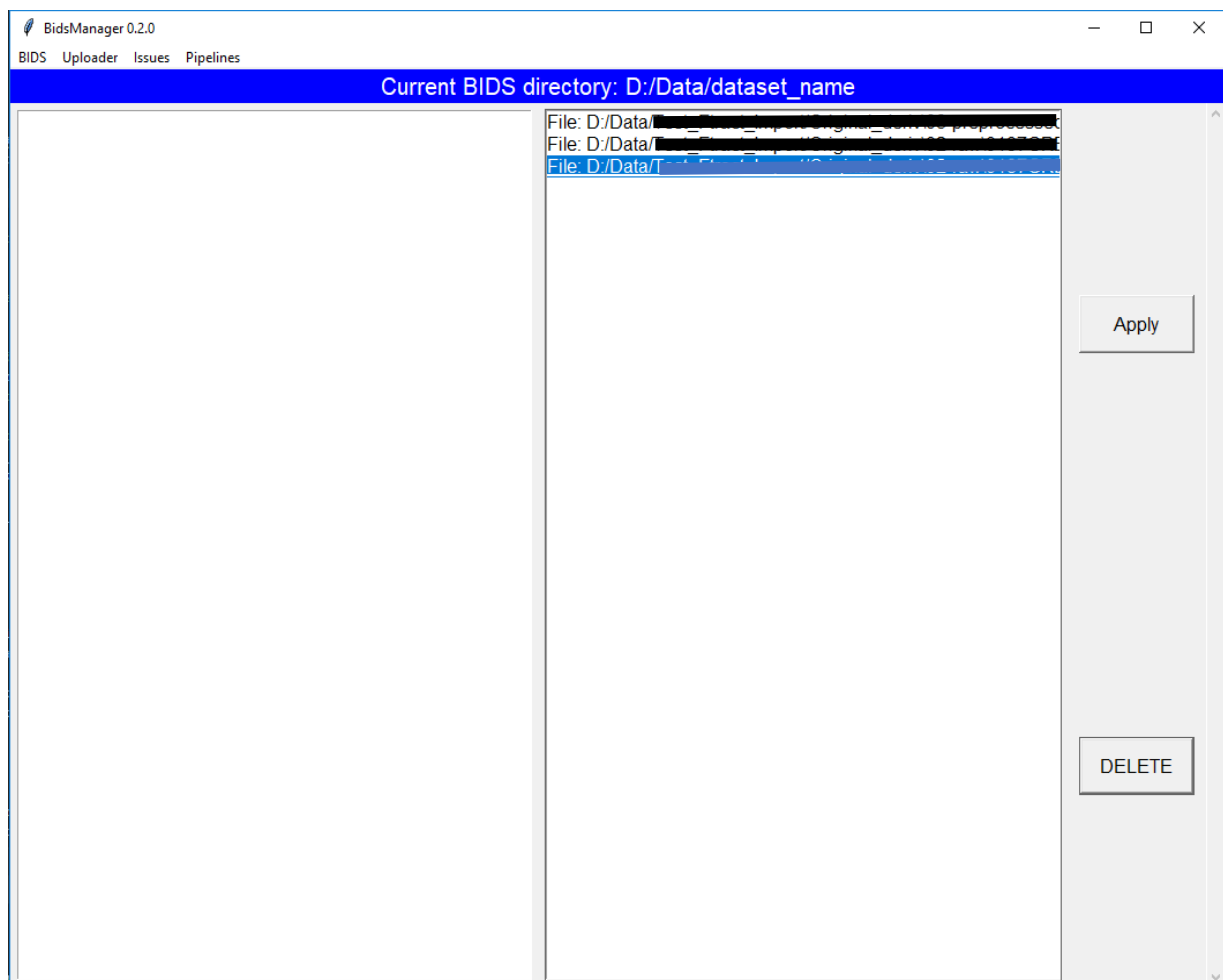 BidsManager 0.2.0
BIDS Uploader Issues Pipelines
Current BIDS directory: D:/Data/dataset_name
File: D:/Data/
File: D:/Data/
File: D:/Data/
Apply
DELETE